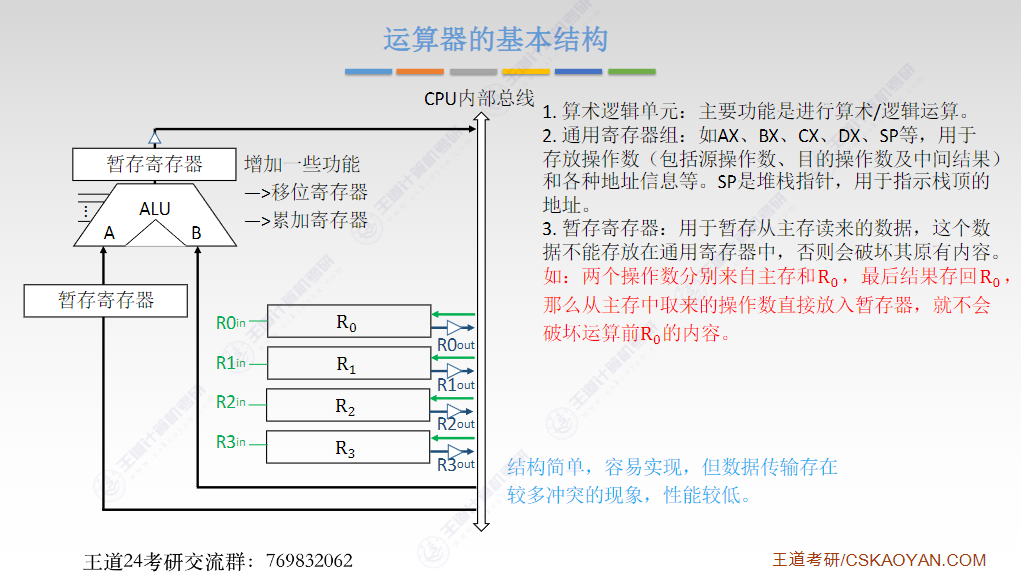 运算器的基本结构
CPU内部总线
暂存寄存器
增加一些功能
—>移位寄存器
—>累加寄存器
ALU
A
B
暂存寄存器
R0in
R₀
R0out
R1in
R₁
R1out
R2in
R₂
R2out
R3in
R₃
R3out
1. 算术逻辑单元：主要功能是进行算术/逻辑运算。
2. 通用寄存器组：如AX、BX、CX、DX、SP等，用于
存放操作数（包括源操作数、目的操作数及中间结果）
和各种地址信息等。SP是堆栈指针，用于指示栈顶的
地址。
3. 暂存寄存器：用于暂存从主存读来的数据，这个数
据不能存放在通用寄存器中，否则会破坏其原有内容。
如：两个操作数分别来自主存和R₀，最后结果存回R₀，
那么从主存中取来的操作数直接放入暂存器，就不会
破坏运算前R₀的内容。
结构简单，容易实现，但数据传输存在
较多冲突的现象，性能较低。
王道24考研交流群：769832062
王道考研/CSKAOYAN.COM